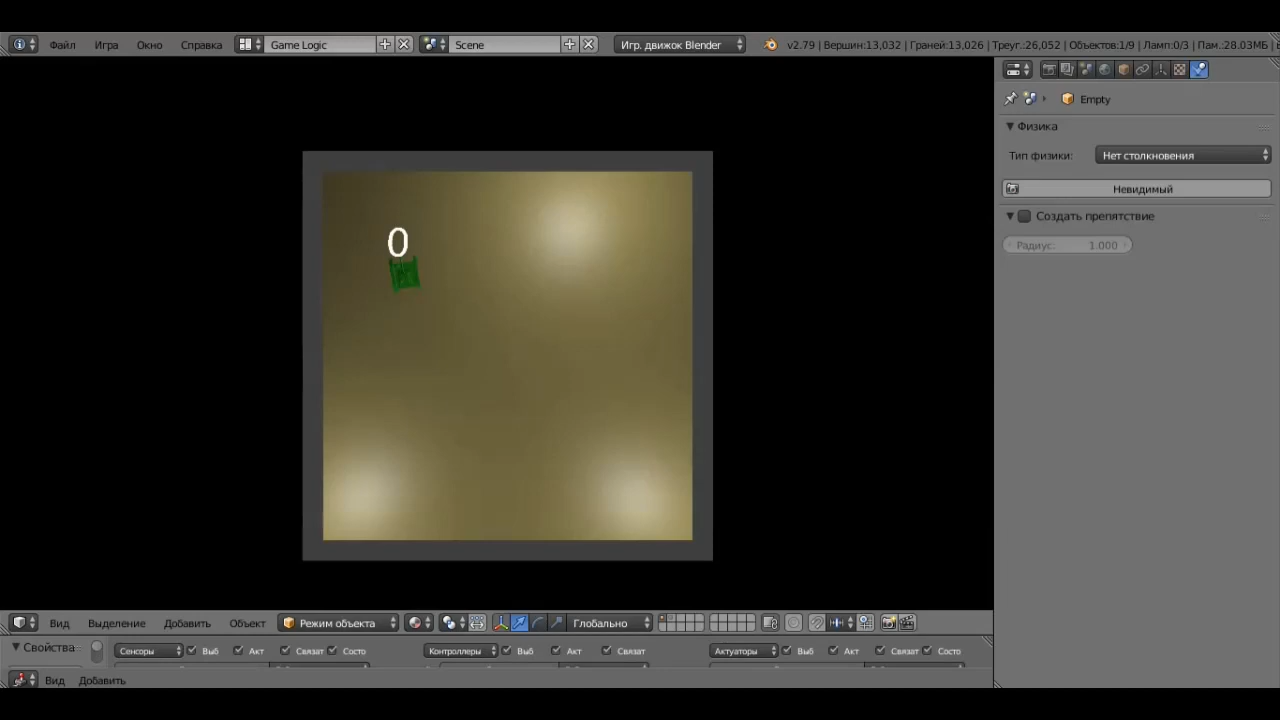 Файл Игра Окно Справка Game Logic Scene Игр. движок Blender v2.79 | Вершин:13,032 | Граней:13,026 | Треуг.:26,052 | Объектов:1/9 | Ламп:0/3 | Пам.:28.03МБ |
Empty
Физика
Тип физики: Нет столкновения
Невидимый
Создать препятствие
Радиус: 1.000
0
Вид Выделение Добавить Объект Режим объекта Глобально
Свойства Сенсоры Выб Акт Связат Состо Контроллеры Выб Акт Связат Актуаторы Выб Акт Связат Состо
Вид Добавить